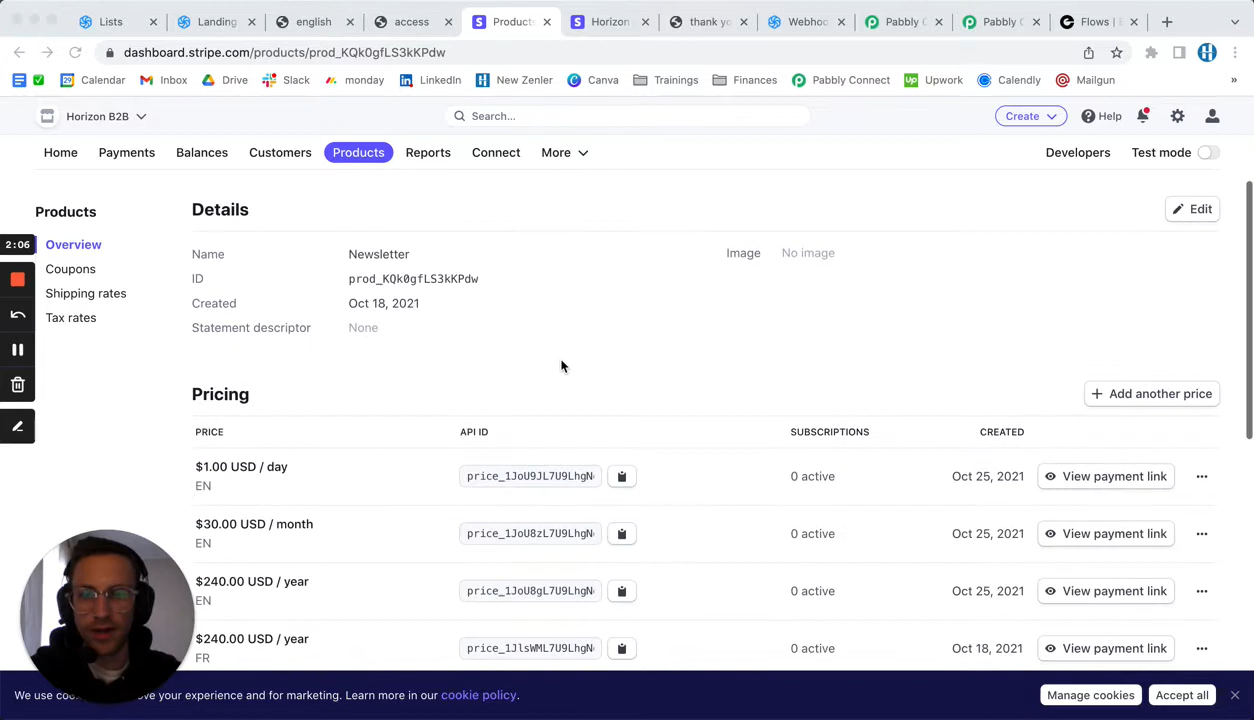 Lists
Landing
english
access
Products
Horizon
thank yo
Webhoo
Pabbly C
Pabbly C
Flows |
dashboard.stripe.com/products/prod_KQk0gfLS3kKPdw
Calendar
Inbox
Drive
Slack
monday
LinkedIn
New Zenler
Canva
Trainings
Finances
Pabbly Connect
Upwork
Calendly
Mailgun
»
Horizon B2B
Search...
Create
Help
Home
Payments
Balances
Customers
Products
Reports
Connect
More
Developers
Test mode
Products
Overview
Coupons
Shipping rates
Tax rates
2:06
Details
Edit
Name Newsletter
Image No image
ID prod_KQk0gfLS3kKPdw
Created Oct 18, 2021
Statement descriptor None
Pricing
Add another price
PRICE API ID SUBSCRIPTIONS CREATED
$1.00 USD / day
EN
price_1JoU9JL7U9LhgN
0 active
Oct 25, 2021
View payment link
$30.00 USD / month
EN
price_1JoU8zL7U9LhgN
0 active
Oct 25, 2021
View payment link
$240.00 USD / year
EN
price_1JoU8gL7U9LhgN
0 active
Oct 25, 2021
View payment link
$240.00 USD / year
FR
price_1JlsWML7U9LhgN
0 active
Oct 18, 2021
View payment link
We use coo ve your experience and for marketing. Learn more in our cookie policy.
Manage cookies
Accept all